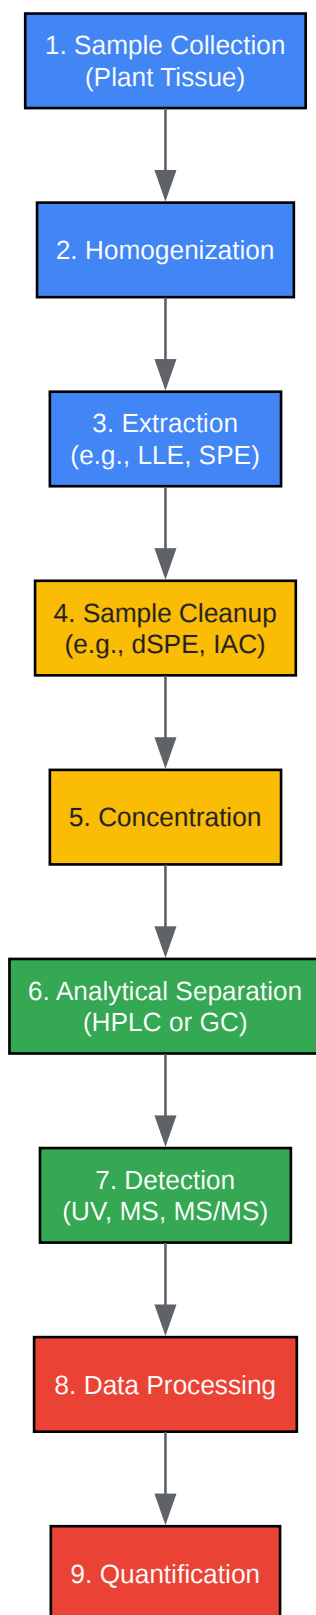 1. Sample Collection
(Plant Tissue)
2. Homogenization
3. Extraction
(e.g., LLE, SPE)
4. Sample Cleanup
(e.g., dSPE, IAC)
5. Concentration
6. Analytical Separation
(HPLC or GC)
7. Detection
(UV, MS, MS/MS)
8. Data Processing
9. Quantification